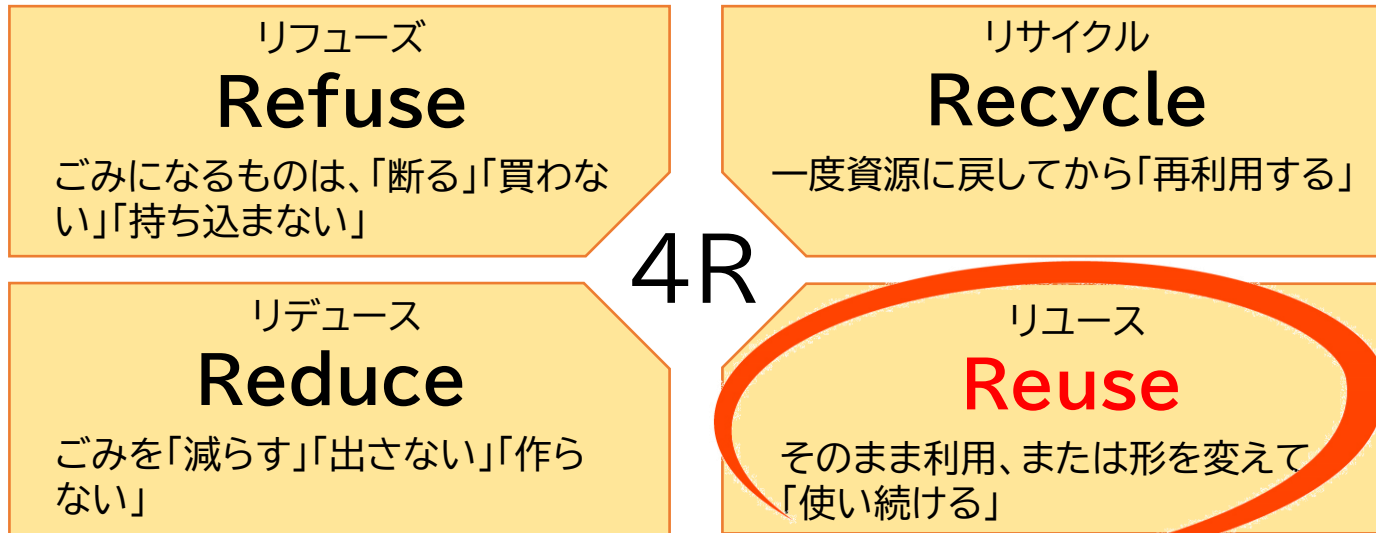 リフューズ
Refuse
ごみになるものは、「断る」「買わな
い」「持ち込まない」
リサイクル
Recycle
一度資源に戻してから「再利用する」
4R
リデュース
Reduce
ごみを「減らす」「出さない」「作ら
ない」
リユース
Reuse
そのまま利用、または形を変えて
「使い続ける」